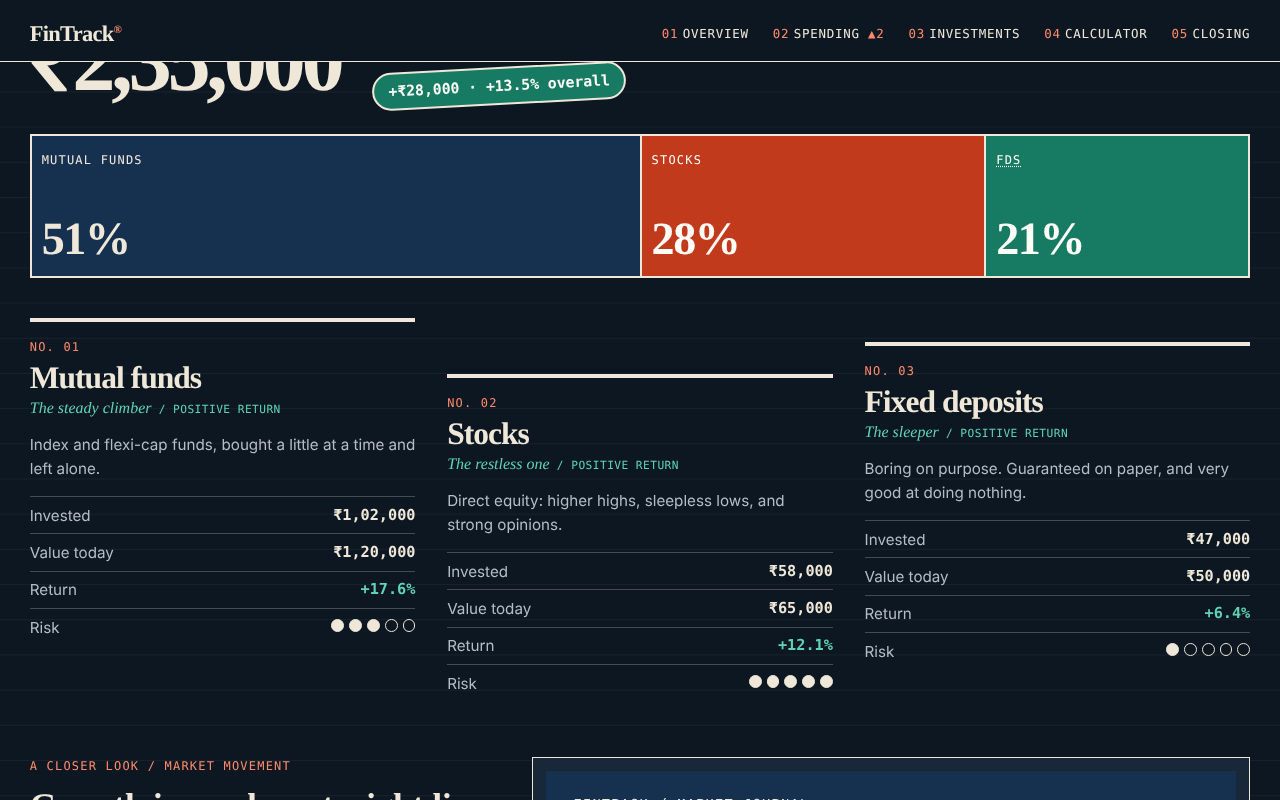 FinTrack®
01 OVERVIEW 02 SPENDING ▲2 03 INVESTMENTS 04 CALCULATOR 05 CLOSING
₹2,35,000
+₹28,000 · +13.5% overall
MUTUAL FUNDS
51%
STOCKS
28%
FDS
21%
NO. 01
Mutual funds
The steady climber / POSITIVE RETURN
Index and flexi-cap funds, bought a little at a time and
left alone.
Invested ₹1,02,000
Value today ₹1,20,000
Return +17.6%
Risk
NO. 02
Stocks
The restless one / POSITIVE RETURN
Direct equity: higher highs, sleepless lows, and
strong opinions.
Invested ₹58,000
Value today ₹65,000
Return +12.1%
Risk
NO. 03
Fixed deposits
The sleeper / POSITIVE RETURN
Boring on purpose. Guaranteed on paper, and very
good at doing nothing.
Invested ₹47,000
Value today ₹50,000
Return +6.4%
Risk
A CLOSER LOOK / MARKET MOVEMENT